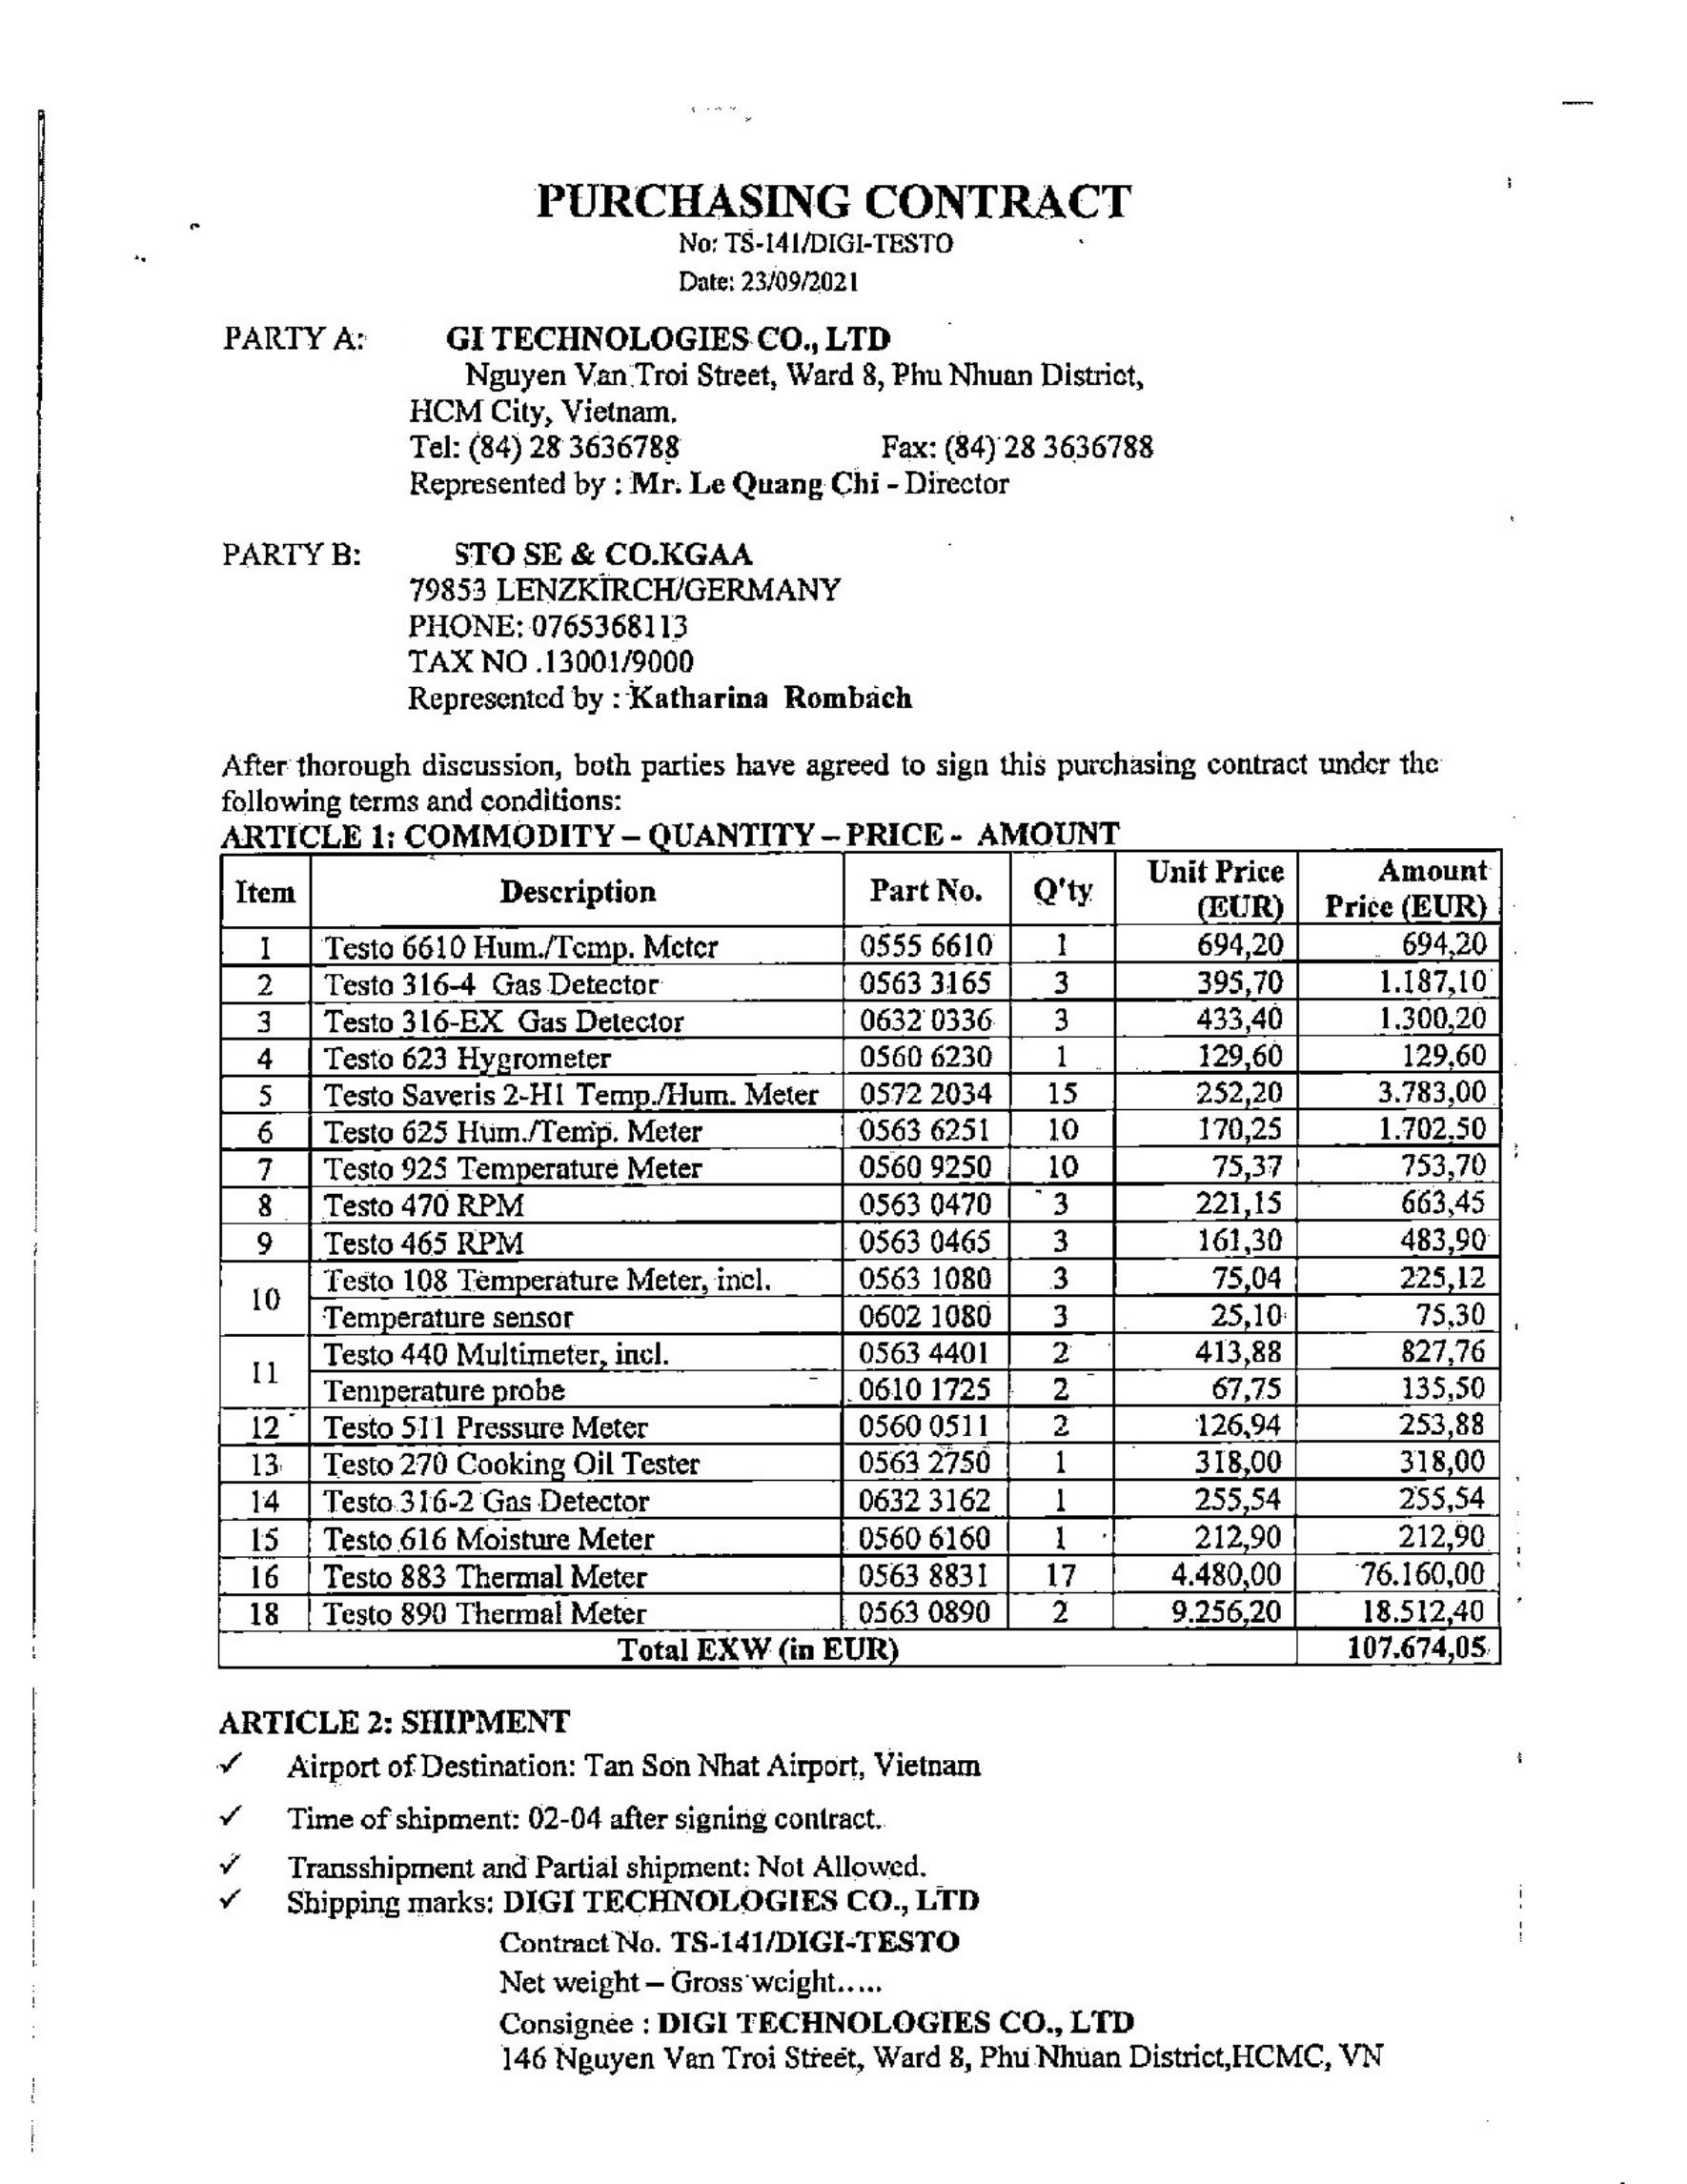 PURCHASING CONTRACT
No: TS-141/DIGI-TESTO
Date: 23/09/2021
PARTY A: GI TECHNOLOGIES CO., LTD
Nguyen Van Troi Street, Ward 8, Phu Nhuan District,
HCM City, Vietnam.
Tel: (84) 28 3636788 Fax: (84) 28 3636788
Represented by : Mr. Le Quang Chi - Director
PARTY B: STO SE & CO.KGAA
79853 LENZKIRCH/GERMANY
PHONE: 0765368113
TAX NO .13001/9000
Represented by : Katharina Rombach
After thorough discussion, both parties have agreed to sign this purchasing contract under the
following terms and conditions:
ARTICLE 1: COMMODITY – QUANTITY – PRICE - AMOUNT
Item Description Part No. Q'ty Unit Price (EUR) Amount Price (EUR)
1 Testo 6610 Hum./Temp. Meter 0555 6610 1 694,20 694,20
2 Testo 316-4 Gas Detector 0563 3165 3 395,70 1.187,10
3 Testo 316-EX Gas Detector 0632 0336 3 433,40 1.300,20
4 Testo 623 Hygrometer 0560 6230 1 129,60 129,60
5 Testo Saveris 2-H1 Temp./Hum. Meter 0572 2034 15 252,20 3.783,00
6 Testo 625 Hum./Temp. Meter 0563 6251 10 170,25 1.702,50
7 Testo 925 Temperature Meter 0560 9250 10 75,37 753,70
8 Testo 470 RPM 0563 0470 3 221,15 663,45
9 Testo 465 RPM 0563 0465 3 161,30 483,90
10 Testo 108 Temperature Meter, incl. 0563 1080 3 75,04 225,12
Temperature sensor 0602 1080 3 25,10 75,30
11 Testo 440 Multimeter, incl. 0563 4401 2 413,88 827,76
Temperature probe 0610 1725 2 67,75 135,50
12 Testo 511 Pressure Meter 0560 0511 2 126,94 253,88
13 Testo 270 Cooking Oil Tester 0563 2750 1 318,00 318,00
14 Testo 316-2 Gas Detector 0632 3162 1 255,54 255,54
15 Testo 616 Moisture Meter 0560 6160 1 212,90 212,90
16 Testo 883 Thermal Meter 0563 8831 17 4.480,00 76.160,00
18 Testo 890 Thermal Meter 0563 0890 2 9.256,20 18.512,40
Total EXW (in EUR) 107.674,05
ARTICLE 2: SHIPMENT
✓ Airport of Destination: Tan Son Nhat Airport, Vietnam
✓ Time of shipment: 02-04 after signing contract.
✓ Transshipment and Partial shipment: Not Allowed.
✓ Shipping marks: DIGI TECHNOLOGIES CO., LTD
Contract No. TS-141/DIGI-TESTO
Net weight – Gross weight.....
Consignee : DIGI TECHNOLOGIES CO., LTD
146 Nguyen Van Troi Street, Ward 8, Phu Nhuan District,HCMC, VN